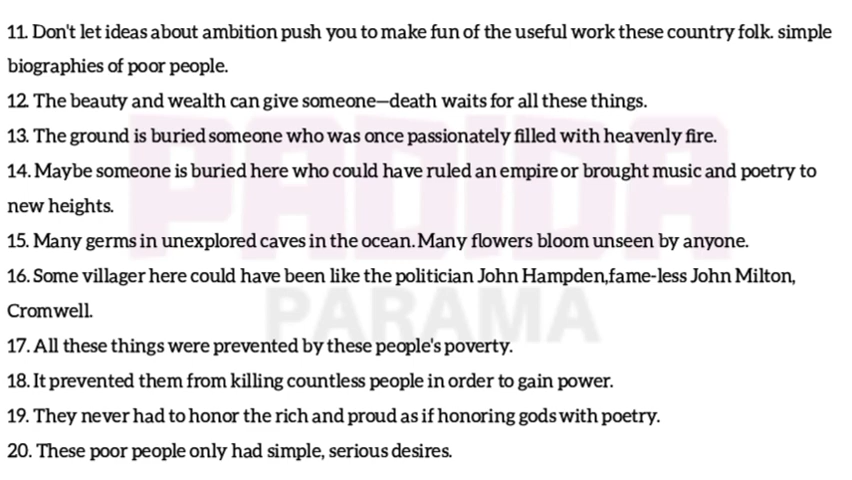 11. Don't let ideas about ambition push you to make fun of the useful work these country folk. simple
biographies of poor people.
12. The beauty and wealth can give someone—death waits for all these things.
13. The ground is buried someone who was once passionately filled with heavenly fire.
14. Maybe someone is buried here who could have ruled an empire or brought music and poetry to
new heights.
15. Many germs in unexplored caves in the ocean.Many flowers bloom unseen by anyone.
16. Some villager here could have been like the politician John Hampden,fame-less John Milton,
Cromwell.
17. All these things were prevented by these people's poverty.
18. It prevented them from killing countless people in order to gain power.
19. They never had to honor the rich and proud as if honoring gods with poetry.
20. These poor people only had simple, serious desires.
PADIDA
PARAMA